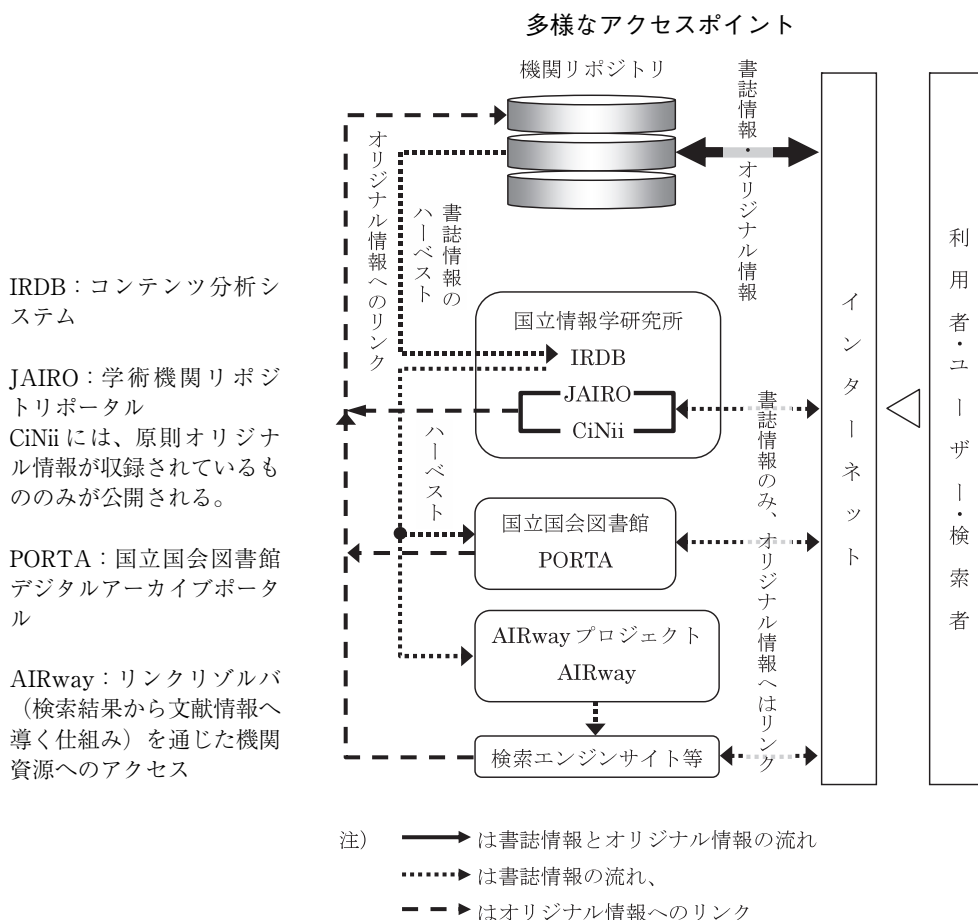 多様なアクセスポイント
機関リポジトリ
書誌情報・オリジナル情報
オリジナル情報へのリンク
書誌情報の
ハーベスト
IRDB：コンテンツ分析シ
ステム
JAIRO：学術機関リポジ
トリポータル
CiNii には、原則オリジナ
ル情報が収録されているも
ののみが公開される。
PORTA：国立国会図書館
デジタルアーカイブポータ
ル
AIRway：リンクリゾルバ
（検索結果から文献情報へ
導く仕組み）を通じた機関
資源へのアクセス
国立情報学研究所
IRDB
JAIRO
CiNii
ハーベスト
国立国会図書館
PORTA
AIRway プロジェクト
AIRway
検索エンジンサイト等
書誌情報のみ、オリジナル情報へはリンク
インターネット
利用者・ユーザー・検索者
注）
は書誌情報とオリジナル情報の流れ
は書誌情報の流れ、
はオリジナル情報へのリンク